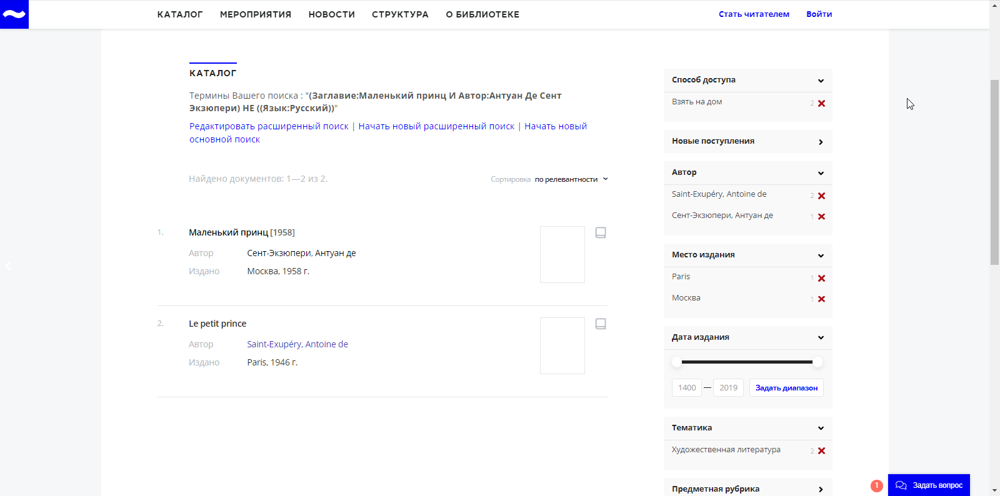 КАТАЛОГ МЕРОПРИЯТИЯ НОВОСТИ СТРУКТУРА О БИБЛИОТЕКЕ Стать читателем Войти
КАТАЛОГ
Термины Вашего поиска : "(Заглавие:Маленький принц И Автор:Антуан Де Сент
Экзюпери) НЕ ((Язык:Русский))"
Редактировать расширенный поиск | Начать новый расширенный поиск | Начать новый
основной поиск
Найдено документов: 1—2 из 2.
Сортировка по релевантности
1. Маленький принц [1958]
Автор Сент-Экзюпери, Антуан де
Издано Москва, 1958 г.
2. Le petit prince
Автор Saint-Exupéry, Antoine de
Издано Paris, 1946 г.
Способ доступа
Взять на дом 2
Новые поступления
Автор
Saint-Exupéry, Antoine de 2
Сент-Экзюпери, Антуан де 1
Место издания
Paris 1
Москва 1
Дата издания
1400 — 2019 Задать диапазон
Тематика
Художественная литература 2
Предметная рубрика
1 Задать вопрос